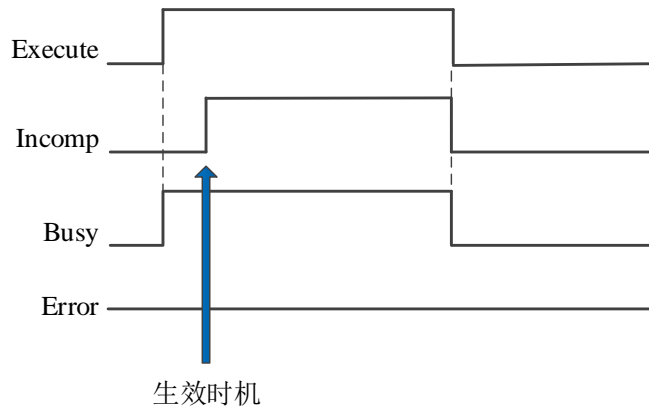 Execute
Incomp
Busy
Error
生效时机